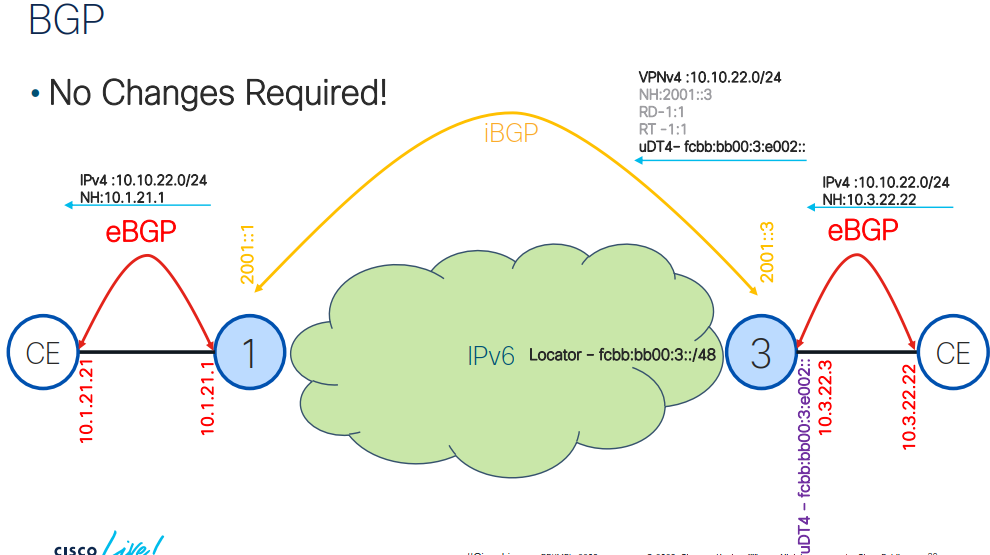 BGP
• No Changes Required!
VPNv4 :10.10.22.0/24
NH:2001::3
RD-1:1
RT -1:1
uDT4- fcbb:bb00:3:e002::
iBGP
IPv4 :10.10.22.0/24
NH:10.1.21.1
eBGP
IPv4 :10.10.22.0/24
NH:10.3.22.22
eBGP
2001::1
2001::3
CE
1
IPv6
Locator - fcbb:bb00:3::/48
3
CE
10.1.21.21
10.1.21.1
uDT4 - fcbb:bb00:3:e002::
10.3.22.3
10.3.22.22
CISCO Live!